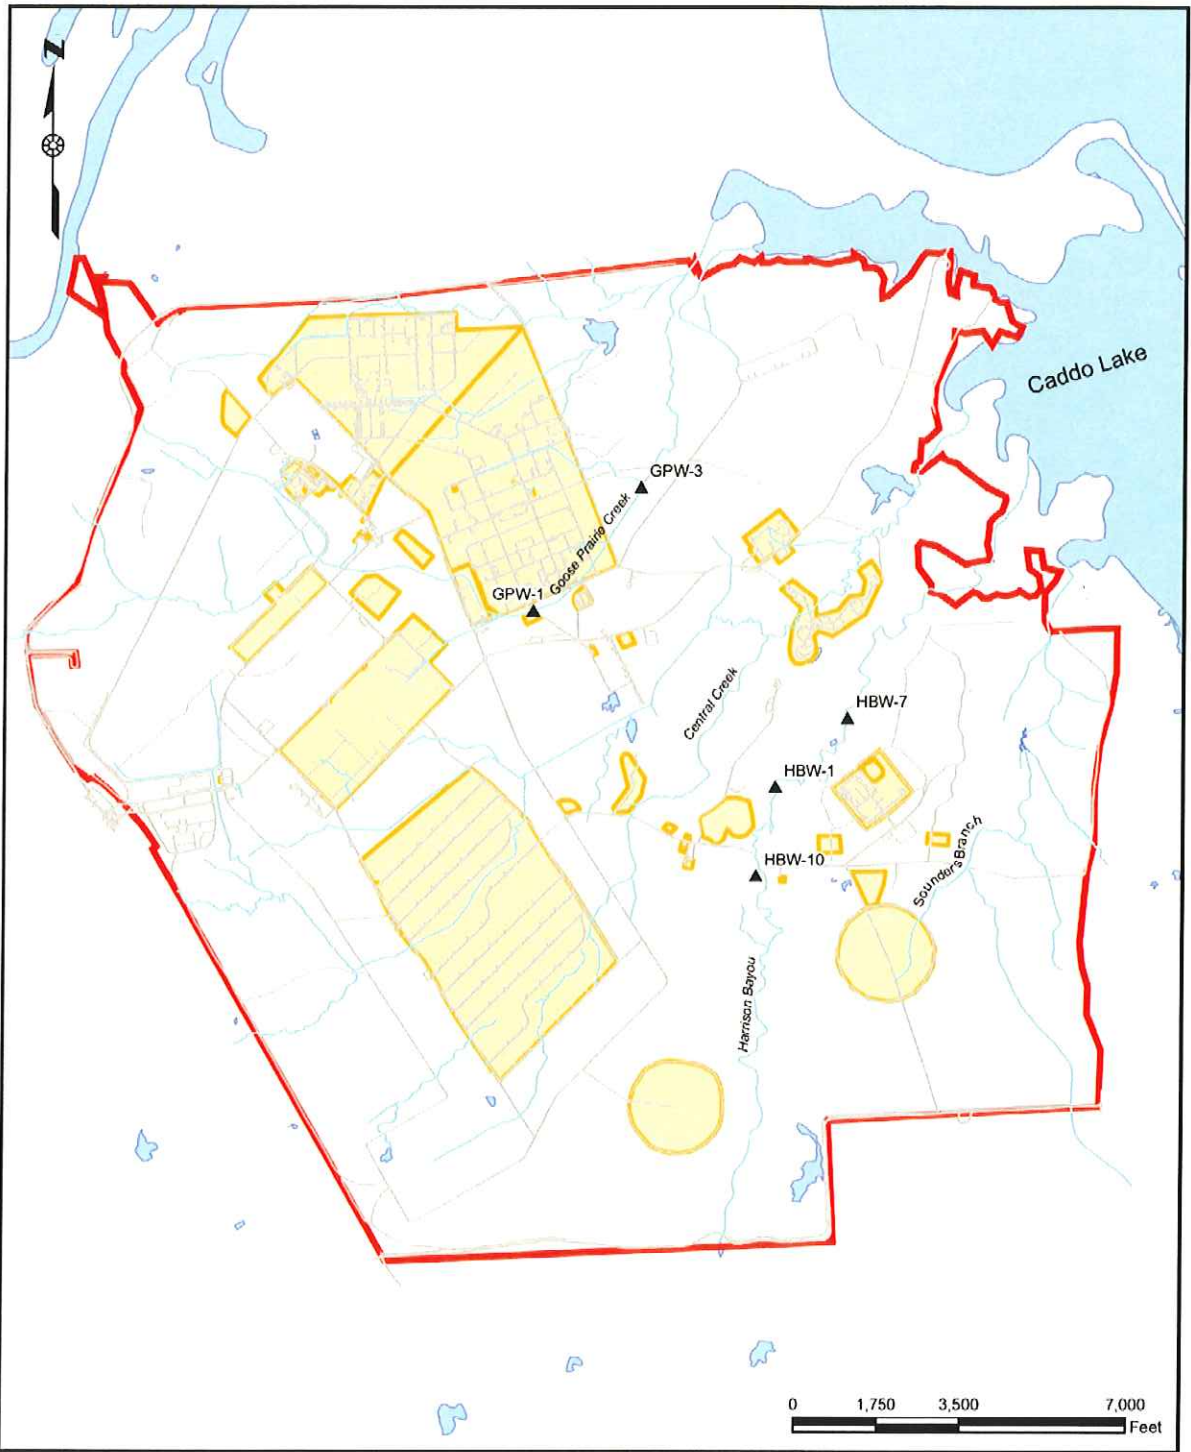 N
Caddo Lake
GPW-3
Goose Prairie Creek
GPW-1
Central Creek
HBW-7
HBW-1
HBW-10
Sounder's Branch
Harrison Bayou
0 1,750 3,500 7,000
Feet